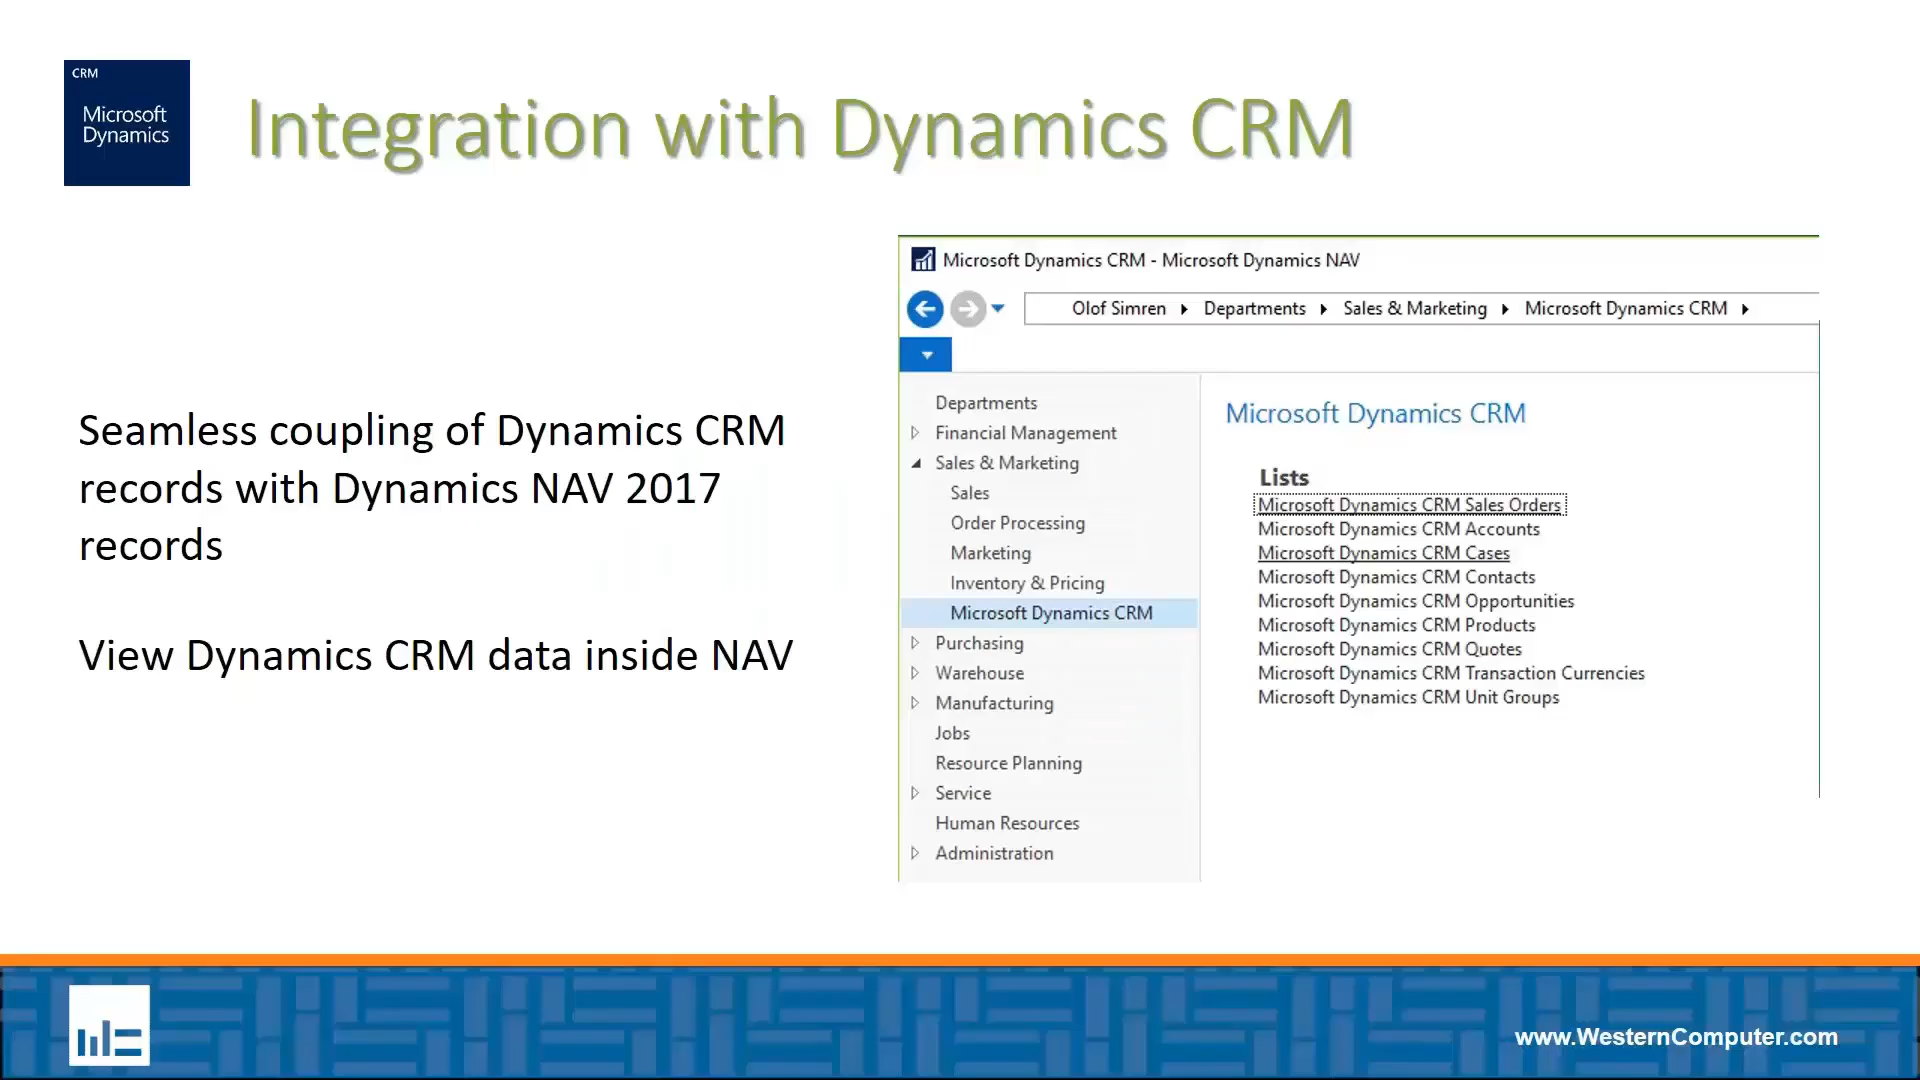 CRM
Microsoft
Dynamics
Integration with Dynamics CRM
Seamless coupling of Dynamics CRM
records with Dynamics NAV 2017
records
View Dynamics CRM data inside NAV
Microsoft Dynamics CRM - Microsoft Dynamics NAV
Olof Simren Departments Sales & Marketing Microsoft Dynamics CRM
Departments
Financial Management
Sales & Marketing
Sales
Order Processing
Marketing
Inventory & Pricing
Microsoft Dynamics CRM
Purchasing
Warehouse
Manufacturing
Jobs
Resource Planning
Service
Human Resources
Administration
Microsoft Dynamics CRM
Lists
Microsoft Dynamics CRM Sales Orders
Microsoft Dynamics CRM Accounts
Microsoft Dynamics CRM Cases
Microsoft Dynamics CRM Contacts
Microsoft Dynamics CRM Opportunities
Microsoft Dynamics CRM Products
Microsoft Dynamics CRM Quotes
Microsoft Dynamics CRM Transaction Currencies
Microsoft Dynamics CRM Unit Groups
www.WesternComputer.com